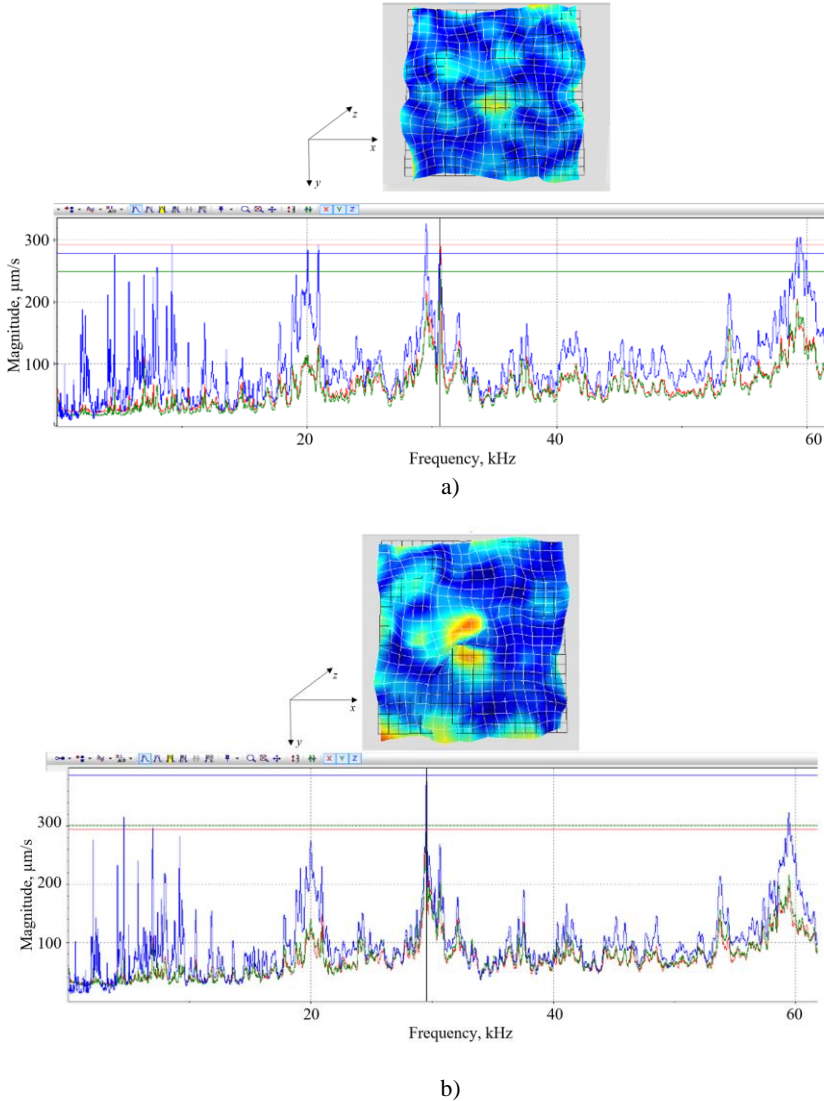 z
x
y
X Y Z
300
200
100
Magnitude, μm/s
20 40 60
Frequency, kHz
a)
z
x
y
X Y Z
300
200
100
Magnitude, μm/s
20 40 60
Frequency, kHz
b)